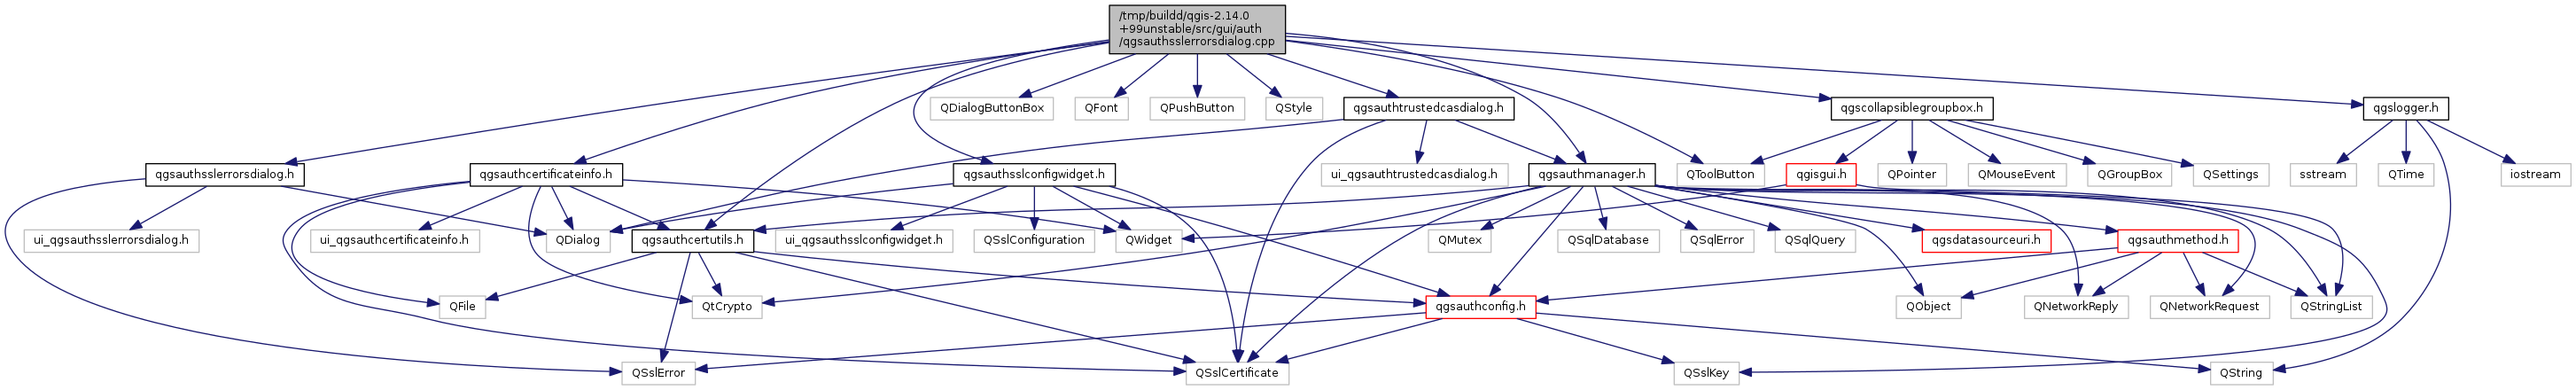 /tmp/buildd/qgis-2.14.0
+99unstable/src/gui/auth
/qgsauthsslerrorsdialog.cpp
QDialogButtonBox
QFont
QPushButton
QStyle
qgsauthtrustedcasdialog.h
qgscollapsiblegroupbox.h
qgslogger.h
qgsauthsslerrorsdialog.h
qgsauthcertificateinfo.h
qgsauthsslconfigwidget.h
ui_qgsauthtrustedcasdialog.h
qgsauthmanager.h
QToolButton
qgisgui.h
QPointer
QMouseEvent
QGroupBox
QSettings
sstream
QTime
iostream
ui_qgsauthsslerrorsdialog.h
ui_qgsauthcertificateinfo.h
QDialog
qgsauthcertutils.h
ui_qgsauthsslconfigwidget.h
QSslConfiguration
QWidget
QMutex
QSqlDatabase
QSqlError
QSqlQuery
qgsdatasourceuri.h
qgsauthmethod.h
QFile
QtCrypto
qgsauthconfig.h
QObject
QNetworkReply
QNetworkRequest
QStringList
QSslError
QSslCertificate
QSslKey
QString